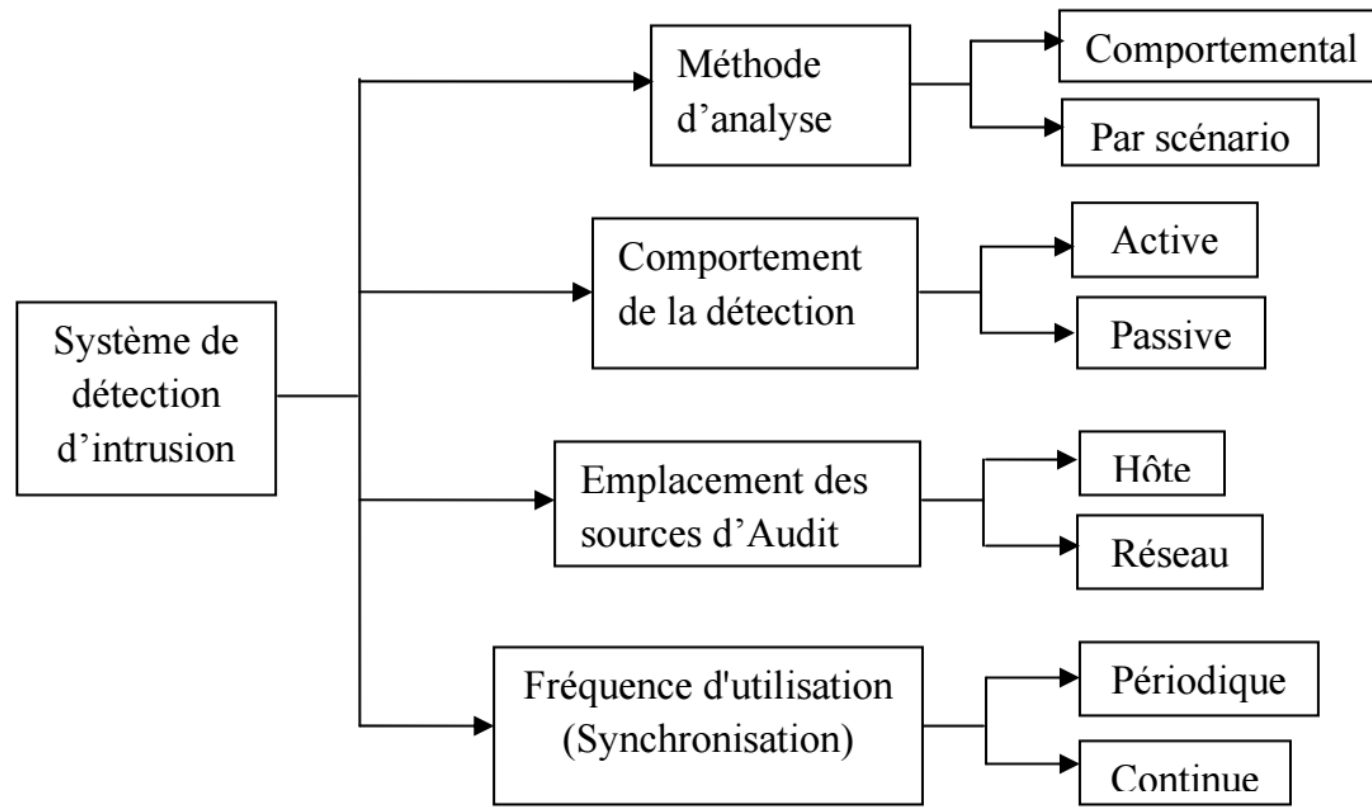 Système de
détection
d’intrusion
Méthode
d’analyse
Comportemental
Par scénario
Comportement
de la détection
Active
Passive
Emplacement des
sources d’Audit
Hôte
Réseau
Fréquence d'utilisation
(Synchronisation)
Périodique
Continue